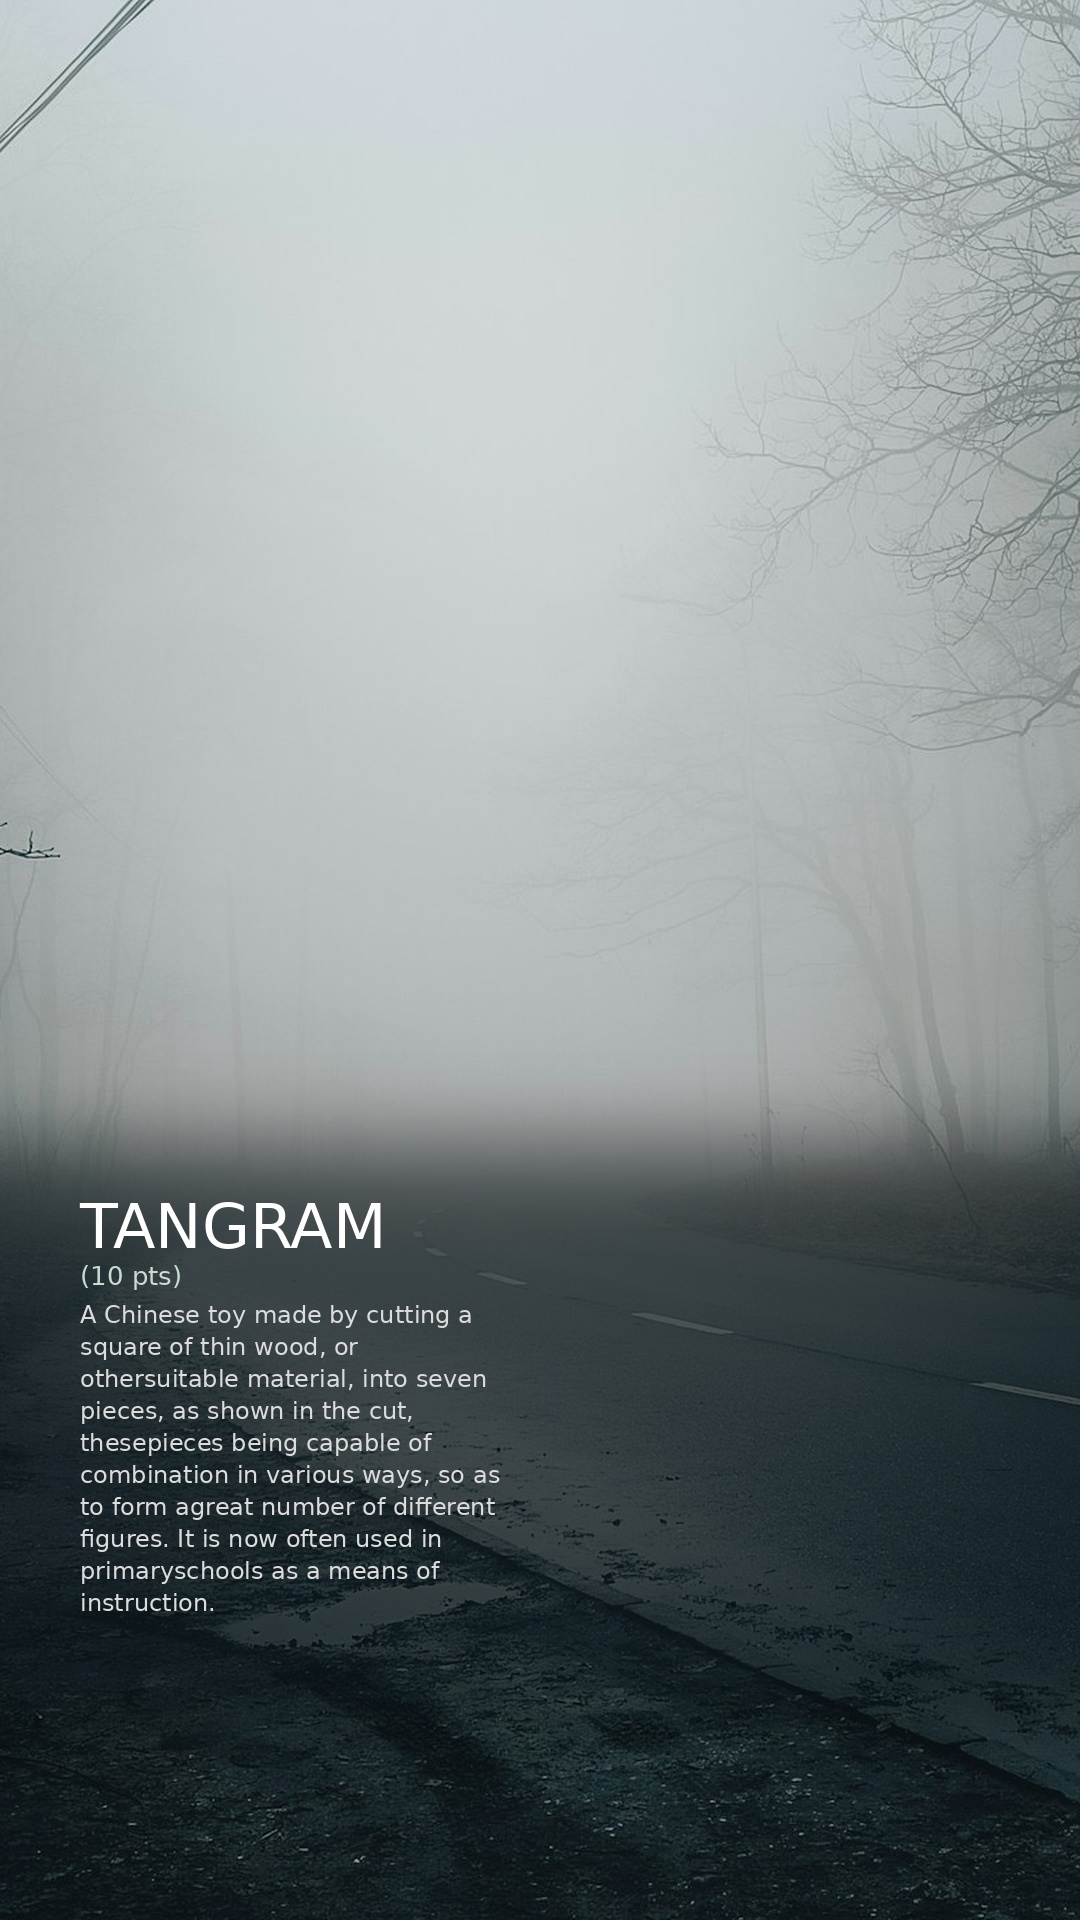 TANGRAM
(10 pts)
A Chinese toy made by cutting a
square of thin wood, or
othersuitable material, into seven
pieces, as shown in the cut,
thesepieces being capable of
combination in various ways, so as
to form agreat number of different
figures. It is now often used in
primaryschools as a means of
instruction.